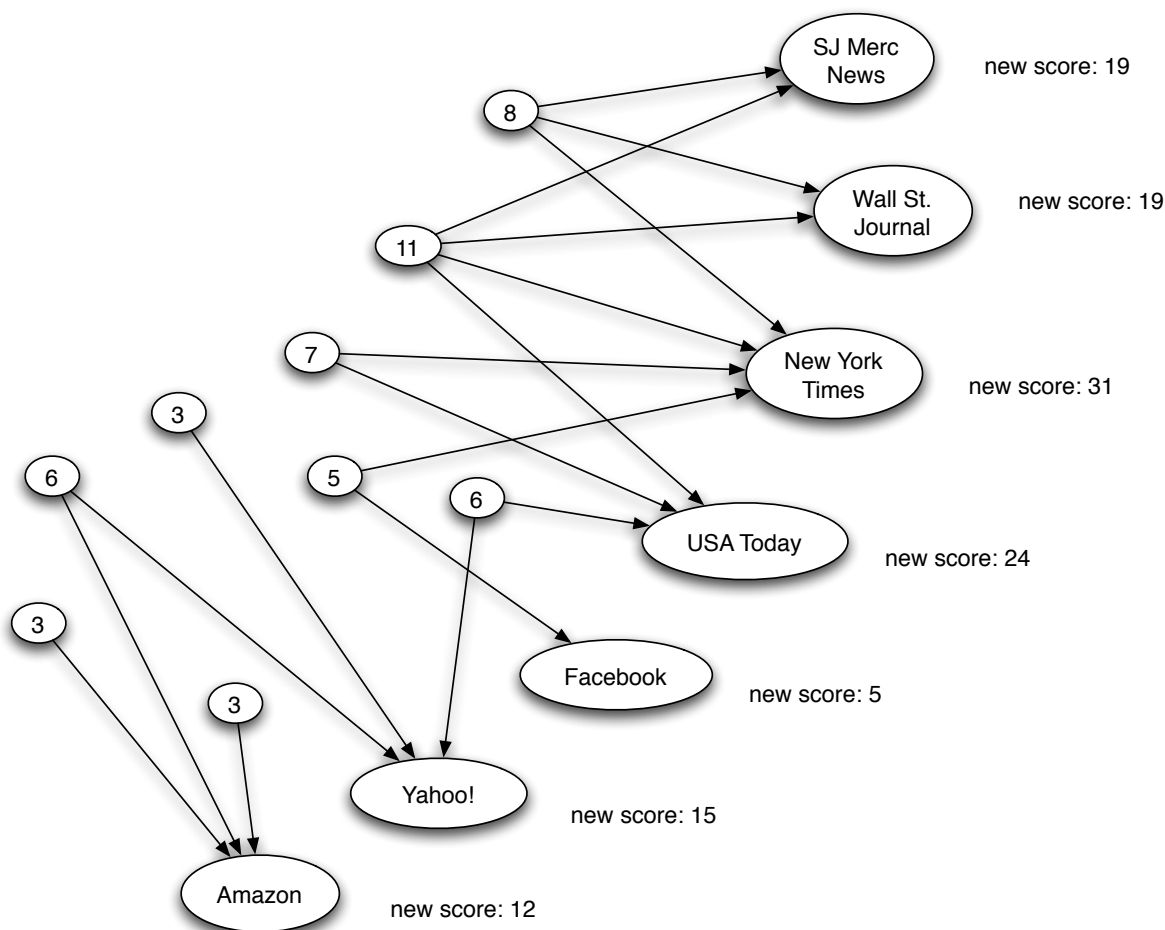 SJ Merc
News
new score: 19
8
Wall St.
Journal
new score: 19
11
7
New York
Times
new score: 31
3
5
6
6
USA Today
new score: 24
3
Facebook
new score: 5
3
Yahoo!
new score: 15
Amazon
new score: 12